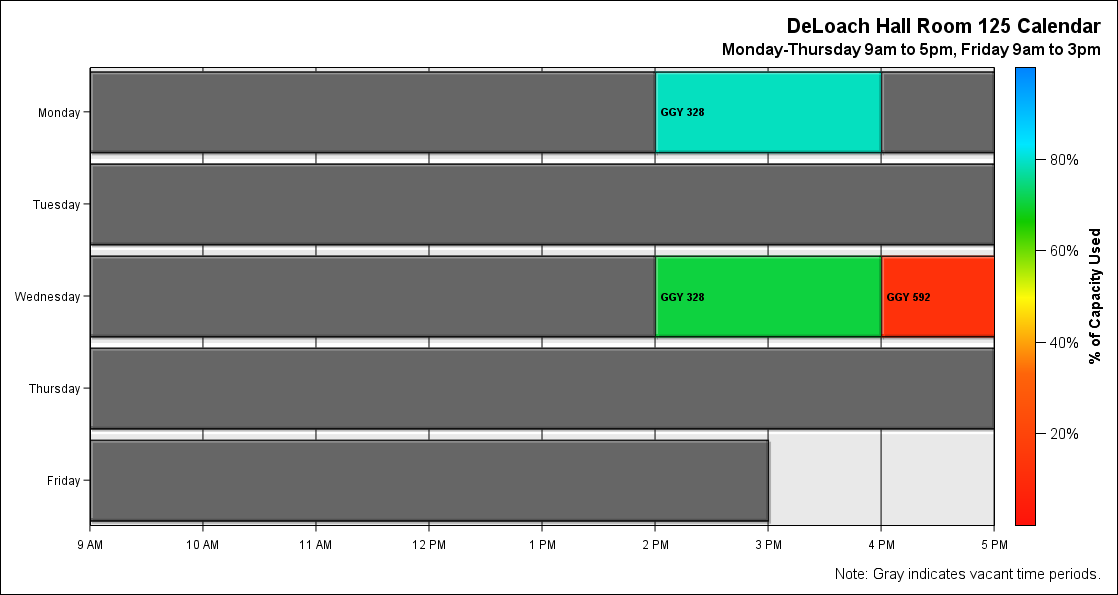 DeLoach Hall Room 125 Calendar
Monday-Thursday 9am to 5pm, Friday 9am to 3pm
Monday
GGY 328
Tuesday
Wednesday
GGY 328
GGY 592
Thursday
Friday
9 AM
10 AM
11 AM
12 PM
1 PM
2 PM
3 PM
4 PM
5 PM
80%
60%
40%
20%
% of Capacity Used
Note: Gray indicates vacant time periods.